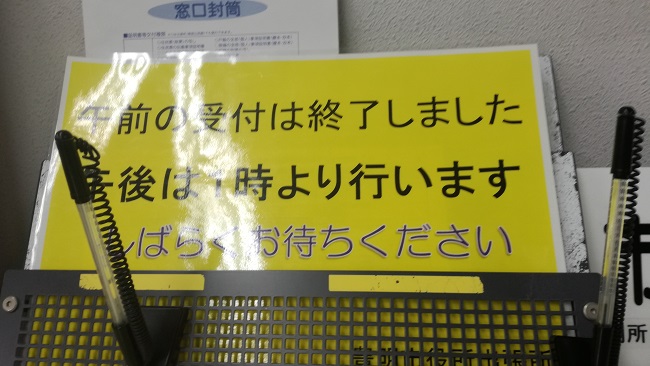 窓口封筒
午前の受付は終了しました
午後は1時より行います
しばらくお待ちください